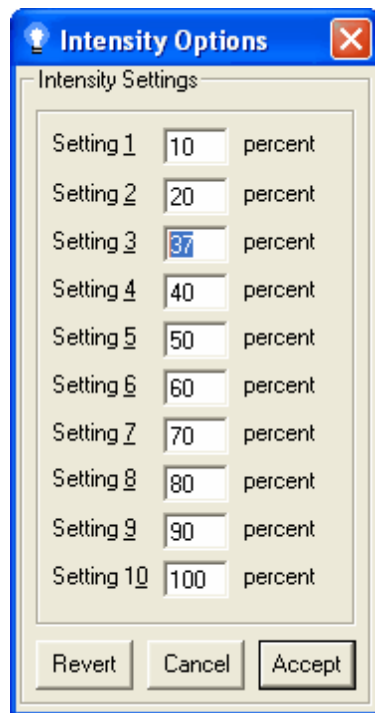 Intensity Options
Intensity Settings
Setting 1 10 percent
Setting 2 20 percent
Setting 3 37 percent
Setting 4 40 percent
Setting 5 50 percent
Setting 6 60 percent
Setting 7 70 percent
Setting 8 80 percent
Setting 9 90 percent
Setting 10 100 percent
Revert Cancel Accept